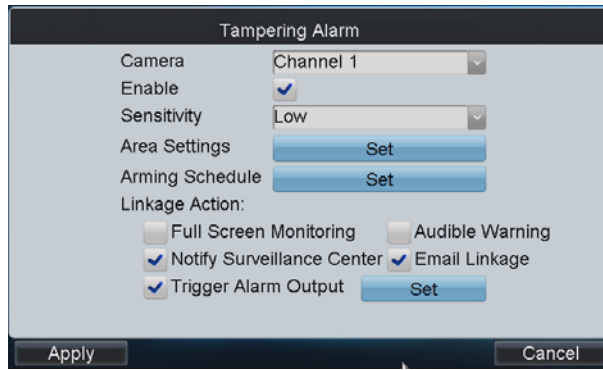 Tampering Alarm
Camera Channel 1
Enable
Sensitivity Low
Area Settings Set
Arming Schedule Set
Linkage Action:
Full Screen Monitoring Audible Warning
Notify Surveillance Center Email Linkage
Trigger Alarm Output Set
Apply Cancel